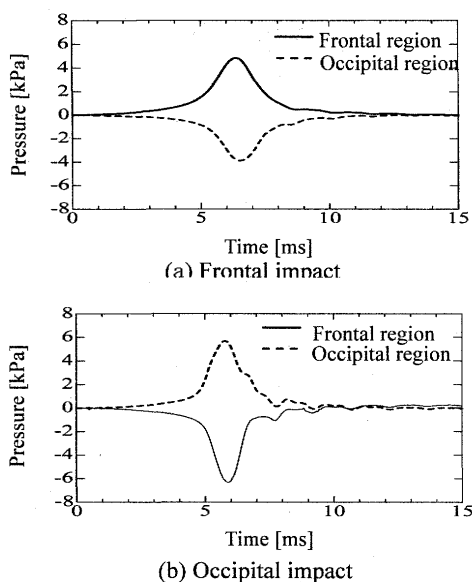 8
6
4
2
0
-2
-4
-6
-8
Pressure [kPa]
Frontal region
Occipital region
0 5 10 15
Time [ms]
(a) Frontal impact
8
6
4
2
0
-2
-4
-6
-8
Pressure [kPa]
Frontal region
Occipital region
0 5 10 15
Time [ms]
(b) Occipital impact